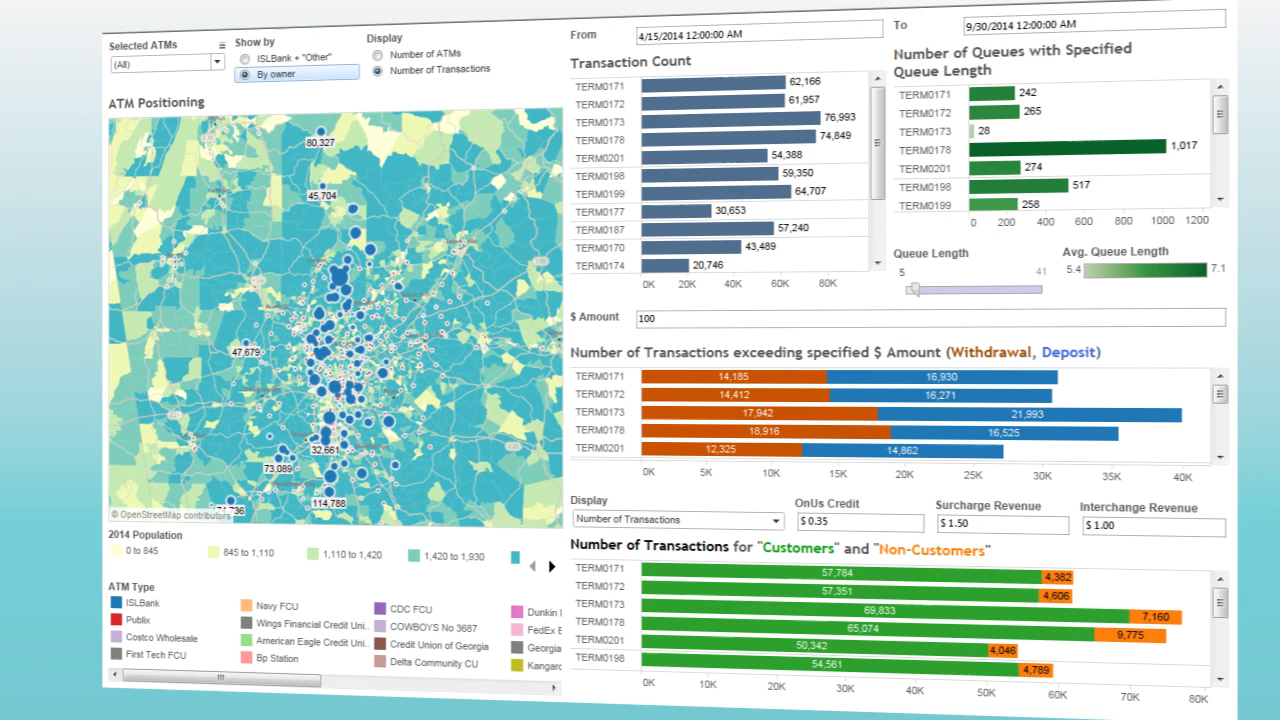 Selected ATMs
(All)
Show by
ISLBank + "Other"
By owner
Display
Number of ATMs
Number of Transactions
ATM Positioning
80,327
45,704
47,679
32,661
73,089
114,788
© OpenStreetMap contributors
2014 Population
0 to 845
845 to 1,110
1,110 to 1,420
1,420 to 1,930
ATM Type
ISLBank
Publix
Costco Wholesale
First Tech FCU
Navy FCU
Wings Financial Credit Uni..
American Eagle Credit Uni..
Bp Station
CDC FCU
COWBOYS No 3687
Credit Union of Georgia
Delta Community CU
Dunkin
FedEx
Georgia
Kangaro
From
4/15/2014 12:00:00 AM
To
9/30/2014 12:00:00 AM
Transaction Count
TERM0171 62,166
TERM0172 61,957
TERM0173 76,993
TERM0178 74,849
TERM0201 54,388
TERM0198 59,350
TERM0199 64,707
TERM0177 30,653
TERM0187 57,240
TERM0170 43,489
TERM0174 20,746
0K 20K 40K 60K 80K
Number of Queues with Specified
Queue Length
TERM0171 242
TERM0172 265
TERM0173 28
TERM0178 1,017
TERM0201 274
TERM0198 517
TERM0199 258
0 200 400 600 800 1000 1200
Queue Length
5 41
Avg. Queue Length
5.4 7.1
$ Amount
100
Number of Transactions exceeding specified $ Amount (Withdrawal, Deposit)
TERM0171 14,185 16,930
TERM0172 14,412 16,271
TERM0173 17,942 21,993
TERM0178 18,916 16,525
TERM0201 12,325 14,862
0K 5K 10K 15K 20K 25K 30K 35K 40K
Display
Number of Transactions
OnUs Credit
$ 0.35
Surcharge Revenue
$ 1.50
Interchange Revenue
$ 1.00
Number of Transactions for "Customers" and "Non-Customers"
TERM0171 57,784 4,382
TERM0172 57,351 4,606
TERM0173 69,833 7,160
TERM0178 65,074 9,775
TERM0201 50,342 4,046
TERM0198 54,561 4,789
0K 10K 20K 30K 40K 50K 60K 70K 80K